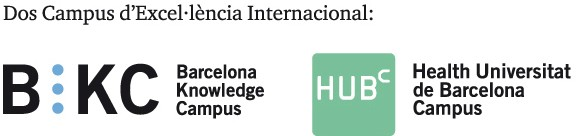 Dos Campus d'Excel·lència Internacional:
B KC
Barcelona
Knowledge
Campus
HUBc
Health Universitat
de Barcelona
Campus